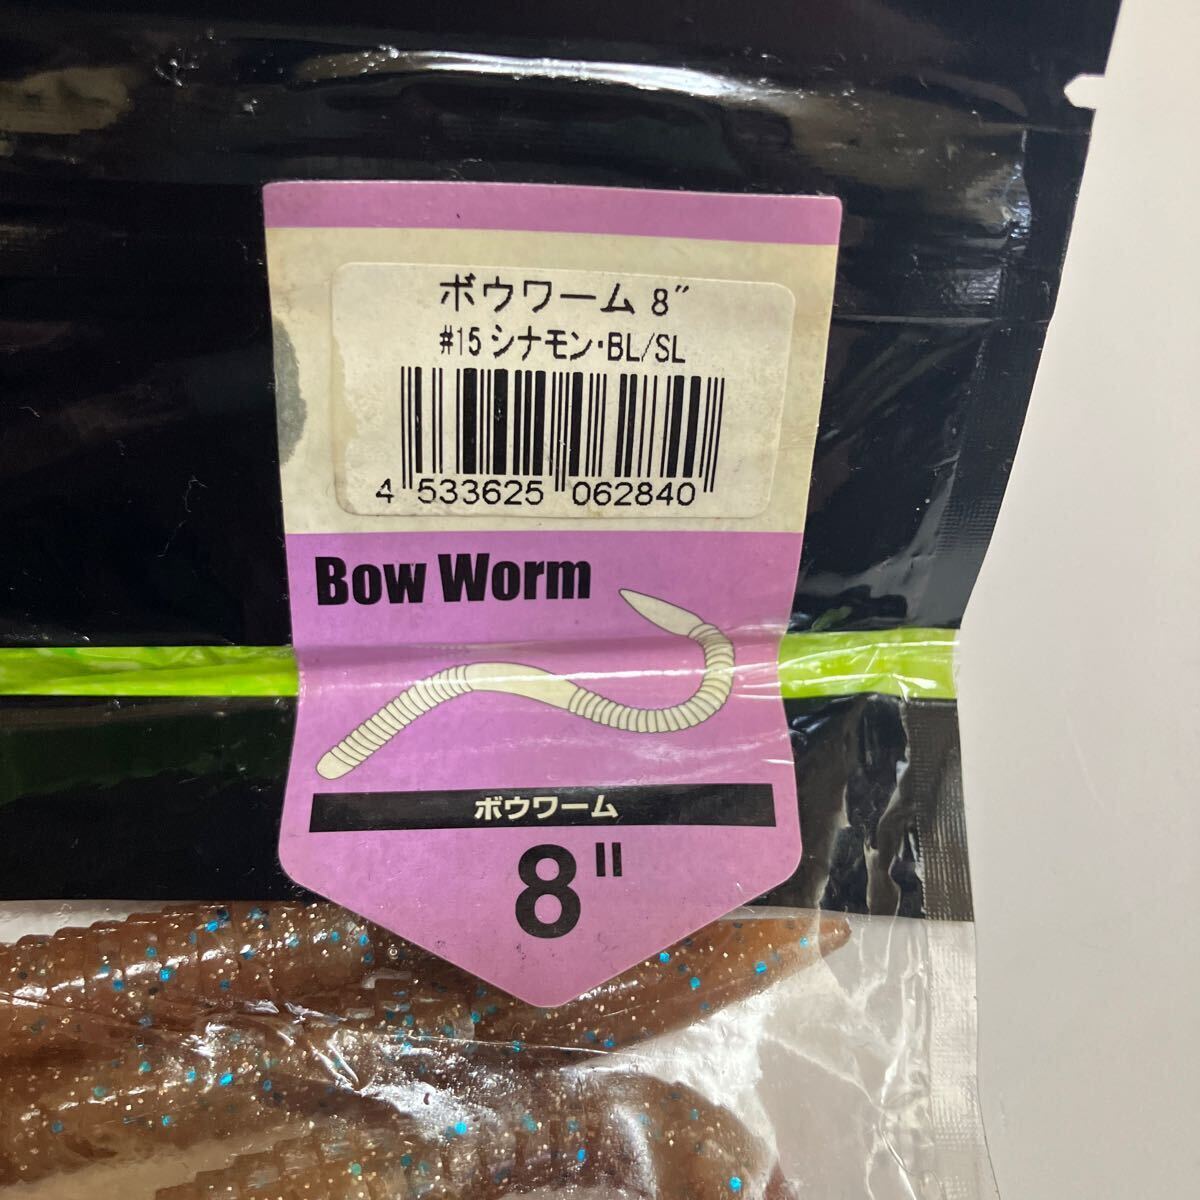 ボウワーム 8"
#15 シナモン・BL/SL
4 533625 062840
Bow Worm
ボウワーム
8"